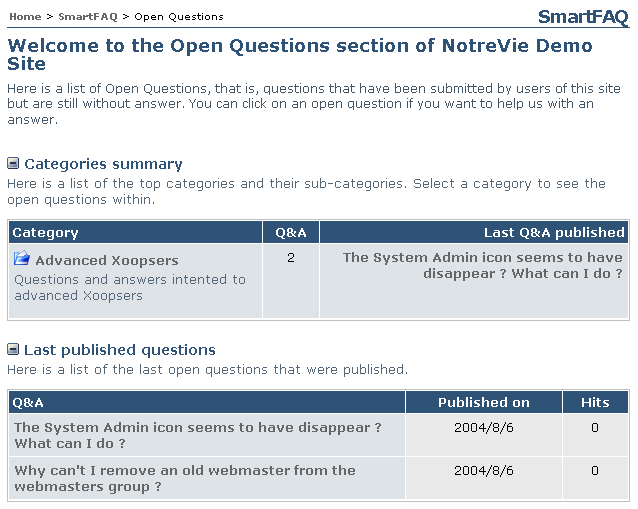 Home > SmartFAQ > Open Questions
SmartFAQ
Welcome to the Open Questions section of NotreVie Demo
Site
Here is a list of Open Questions, that is, questions that have been submitted by users of this site
but are still without answer. You can click on an open question if you want to help us with an
answer.
Categories summary
Here is a list of the top categories and their sub-categories. Select a category to see the
open questions within.
Category Q&A Last Q&A published
Advanced Xoopsers 2 The System Admin icon seems to have
Questions and answers intented to disappear ? What can I do ?
advanced Xoopsers
Last published questions
Here is a list of the last open questions that were published.
Q&A Published on Hits
The System Admin icon seems to have disappear ? 2004/8/6 0
What can I do ?
Why can't I remove an old webmaster from the 2004/8/6 0
webmasters group ?